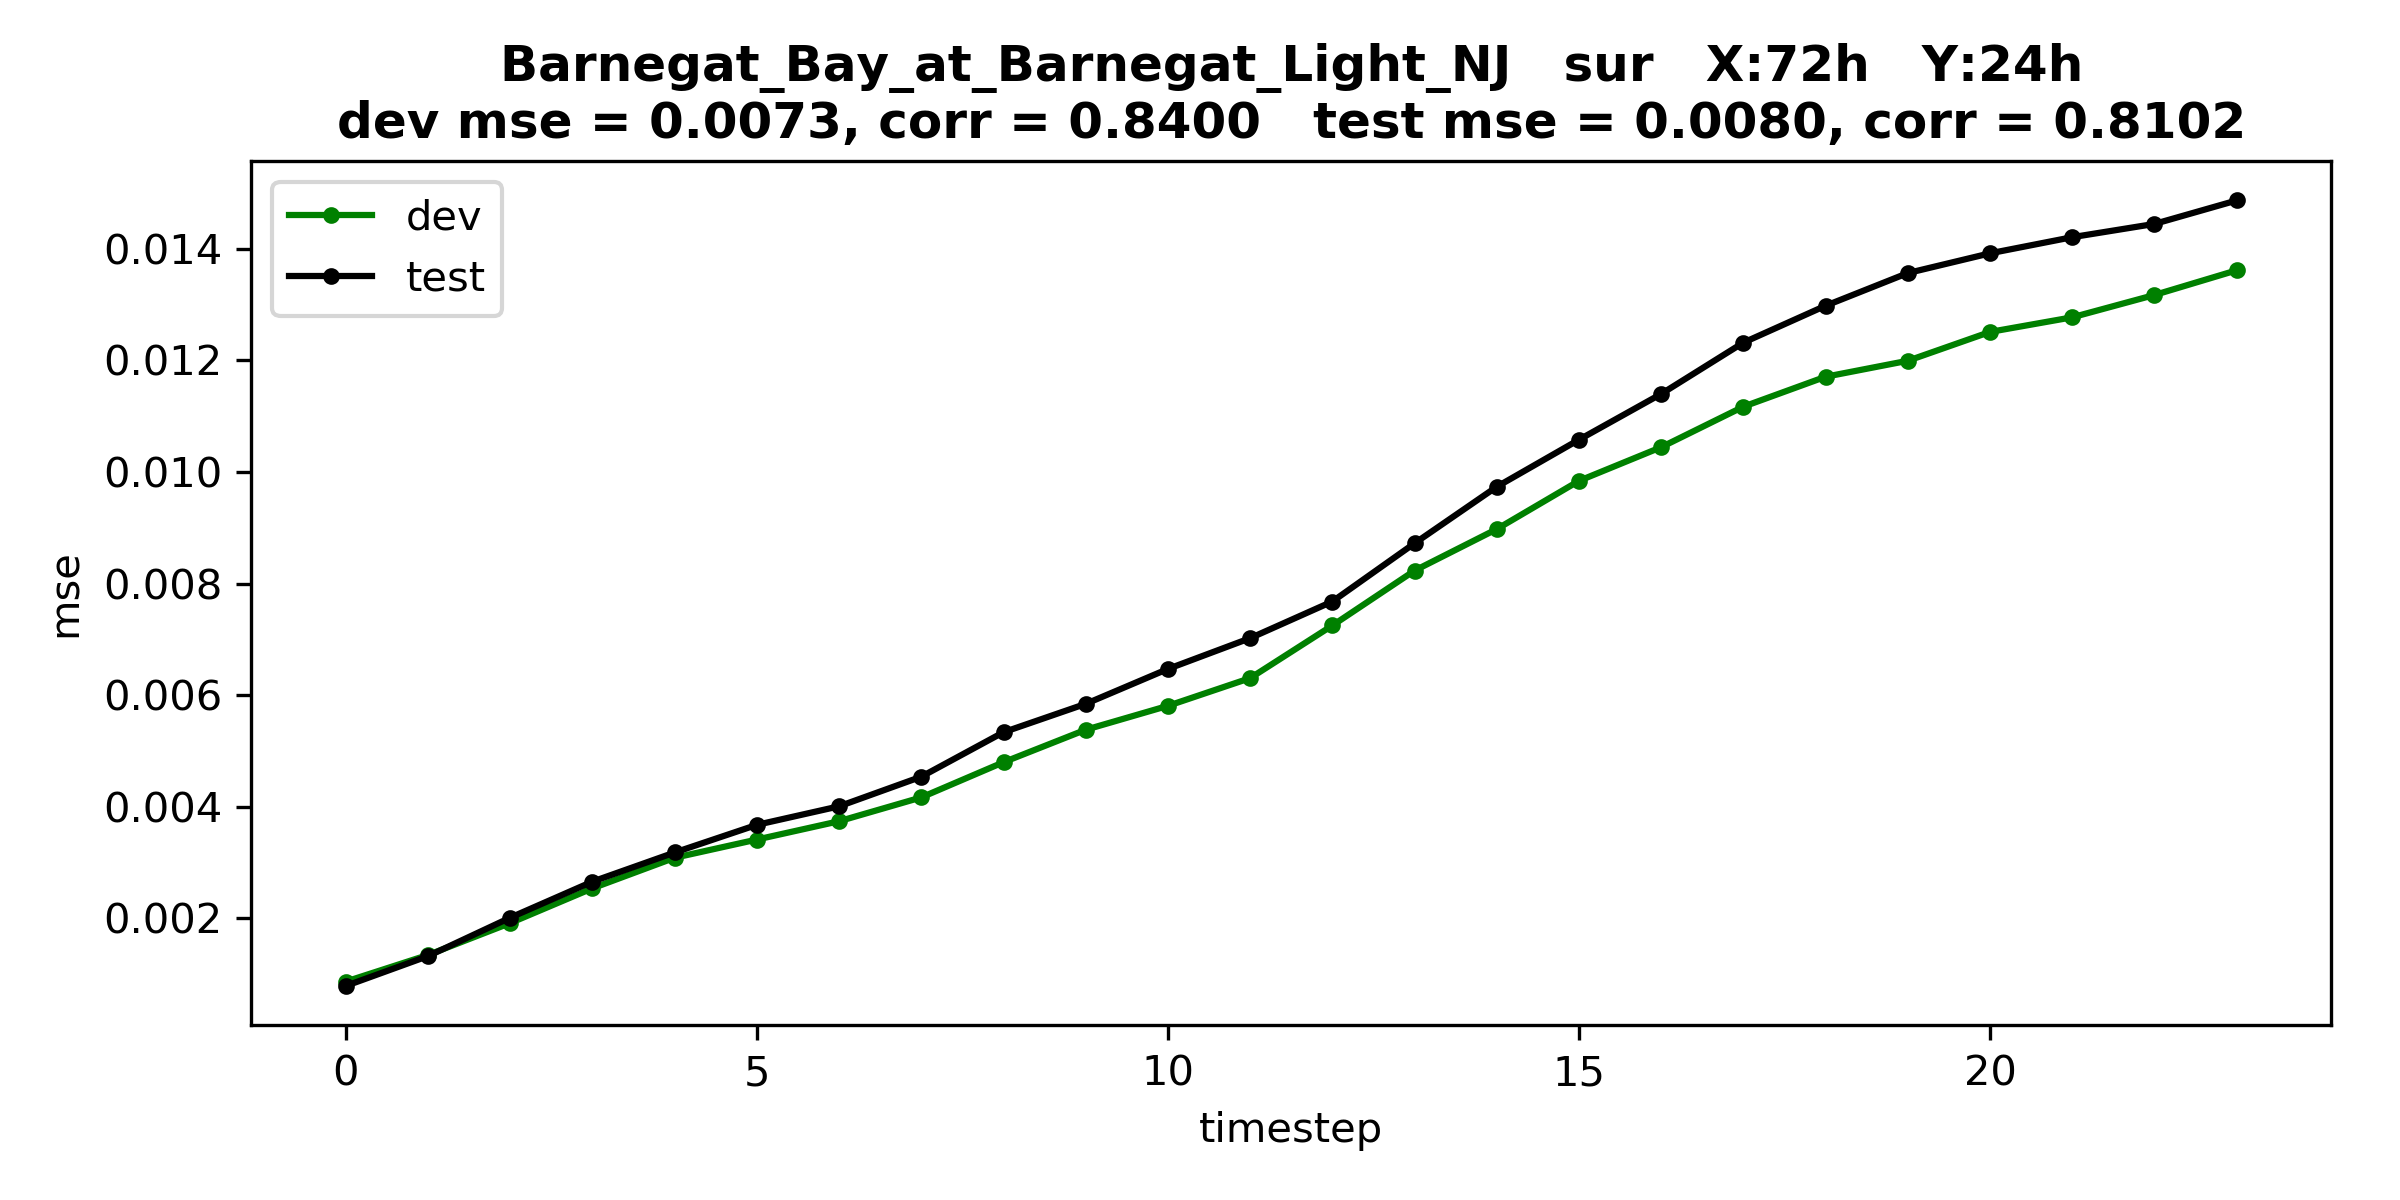 Barnegat_Bay_at_Barnegat_Light_NJ   sur   X:72h   Y:24h
dev mse = 0.0073, corr = 0.8400   test mse = 0.0080, corr = 0.8102
dev
test
0.014
0.012
0.010
0.008
0.006
0.004
0.002
mse
0
5
10
15
20
timestep